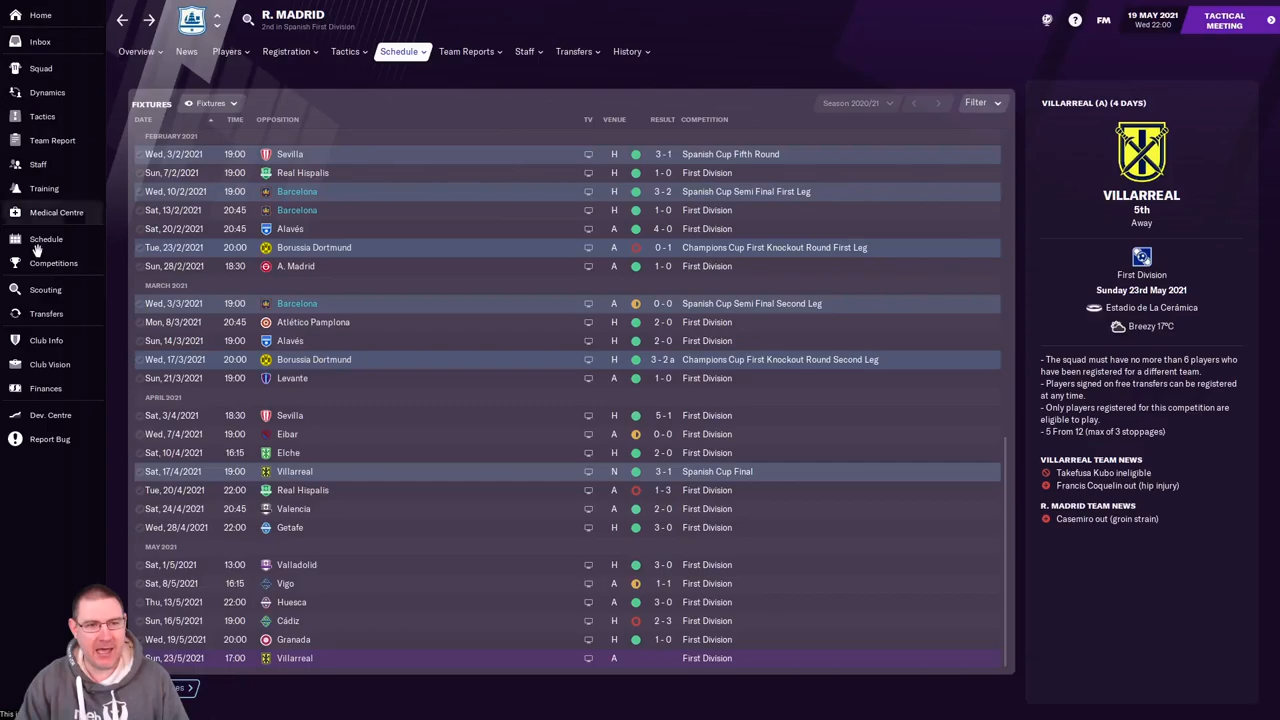 Home
Inbox
Squad
Dynamics
Tactics
Team Report
Staff
Training
Medical Centre
Schedule
Competitions
Scouting
Transfers
Club Info
Club Vision
Finances
Dev. Centre
Report Bug
R. MADRID
2nd in Spanish First Division
? FM 19 MAY 2021
Wed 22:00
TACTICAL
MEETING
Overview News Players Registration Tactics Schedule Team Reports Staff Transfers History
FIXTURES Fixtures Season 2020/21 Filter
DATE TIME OPPOSITION TV VENUE RESULT COMPETITION
FEBRUARY 2021
Wed, 3/2/2021 19:00 Sevilla H 3 - 1 Spanish Cup Fifth Round
Sun, 7/2/2021 19:00 Real Hispalis H 1 - 0 First Division
Wed, 10/2/2021 19:00 Barcelona H 3 - 2 Spanish Cup Semi Final First Leg
Sat, 13/2/2021 20:45 Barcelona H 1 - 0 First Division
Sat, 20/2/2021 20:45 Alavés A 4 - 0 First Division
Tue, 23/2/2021 20:00 Borussia Dortmund A 0 - 1 Champions Cup First Knockout Round First Leg
Sun, 28/2/2021 18:30 A. Madrid A 1 - 0 First Division
MARCH 2021
Wed, 3/3/2021 19:00 Barcelona A 0 - 0 Spanish Cup Semi Final Second Leg
Mon, 8/3/2021 20:45 Atlético Pamplona H 2 - 0 First Division
Sun, 14/3/2021 19:00 Alavés H 2 - 0 First Division
Wed, 17/3/2021 20:00 Borussia Dortmund H 3 - 2 a Champions Cup First Knockout Round Second Leg
Sun, 21/3/2021 19:00 Levante A 1 - 0 First Division
APRIL 2021
Sat, 3/4/2021 18:30 Sevilla H 5 - 1 First Division
Wed, 7/4/2021 19:00 Eibar A 0 - 0 First Division
Sat, 10/4/2021 16:15 Elche H 2 - 0 First Division
Sat, 17/4/2021 19:00 Villarreal N 3 - 1 Spanish Cup Final
Tue, 20/4/2021 22:00 Real Hispalis A 1 - 3 First Division
Sat, 24/4/2021 20:45 Valencia A 2 - 0 First Division
Wed, 28/4/2021 22:00 Getafe H 3 - 0 First Division
MAY 2021
Sat, 1/5/2021 13:00 Valladolid H 3 - 0 First Division
Sat, 8/5/2021 16:15 Vigo A 1 - 1 First Division
Thu, 13/5/2021 22:00 Huesca A 3 - 0 First Division
Sun, 16/5/2021 19:00 Cádiz H 2 - 3 First Division
Wed, 19/5/2021 20:00 Granada H 1 - 0 First Division
Sun, 23/5/2021 17:00 Villarreal A First Division
VILLARREAL (A) (4 DAYS)
VILLARREAL
5th
Away
First Division
Sunday 23rd May 2021
Estadio de La Cerámica
Breezy 17°C
- The squad must have no more than 6 players who
have been registered for a different team.
- Players signed on free transfers can be registered
at any time.
- Only players registered for this competition are
eligible to play.
- 5 From 12 (max of 3 stoppages)
VILLARREAL TEAM NEWS
Takefusa Kubo ineligible
Francis Coquelin out (hip injury)
R. MADRID TEAM NEWS
Casemiro out (groin strain)